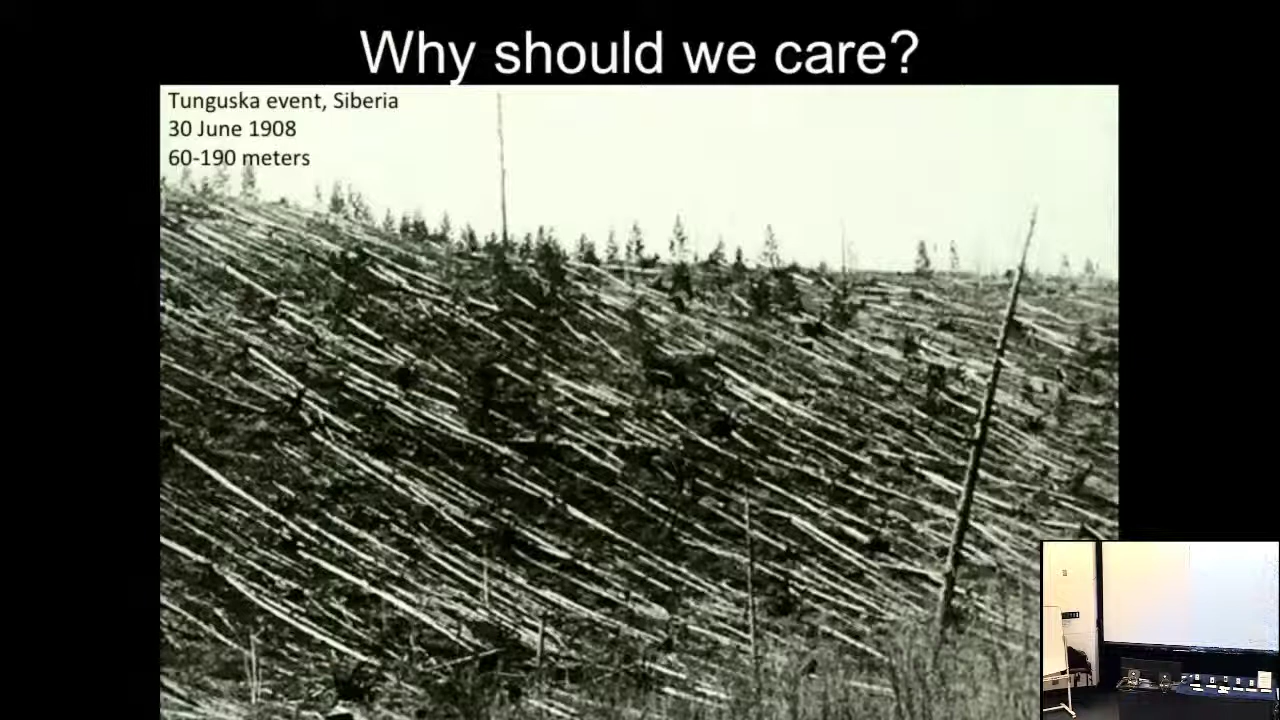 Why should we care?
Tunguska event, Siberia
30 June 1908
60-190 meters